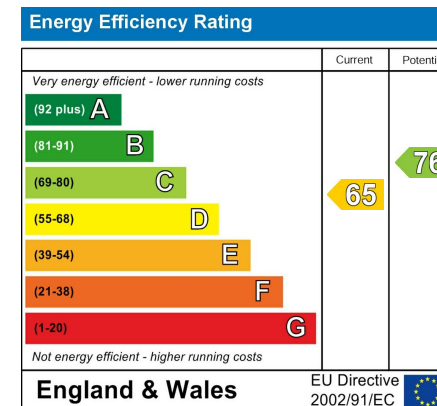 Energy Efficiency Rating
Current Potenti
Very energy efficient - lower running costs
(92 plus) A
(81-91) B
(69-80) C
76
65
(55-68) D
(39-54) E
(21-38) F
(1-20) G
Not energy efficient - higher running costs
England & Wales
EU Directive
2002/91/EC